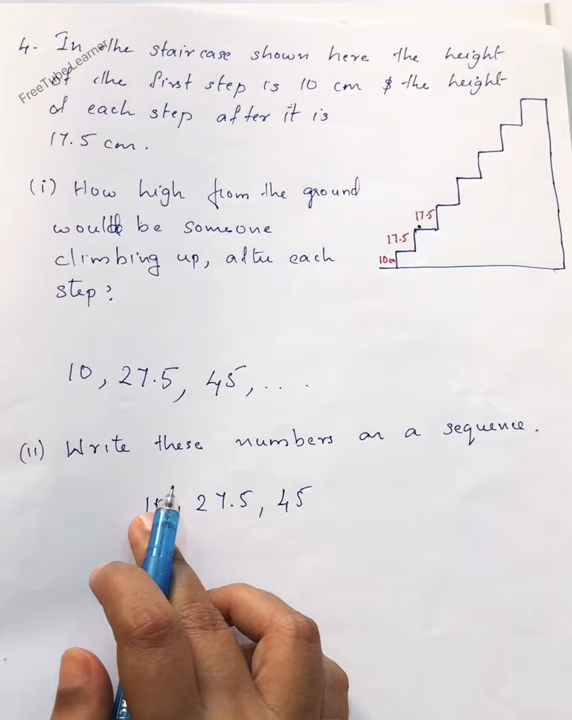 4. In the staircase shown here the height
of the first step is 10 cm & the height
of each step after it is
17.5 cm.
FreeTube Learner
(i) How high from the ground
would be someone
climbing up, after each
step?
17.5
17.5
10, 27.5, 45, ...
(ii) Write these numbers as a sequence.
, 27.5, 45